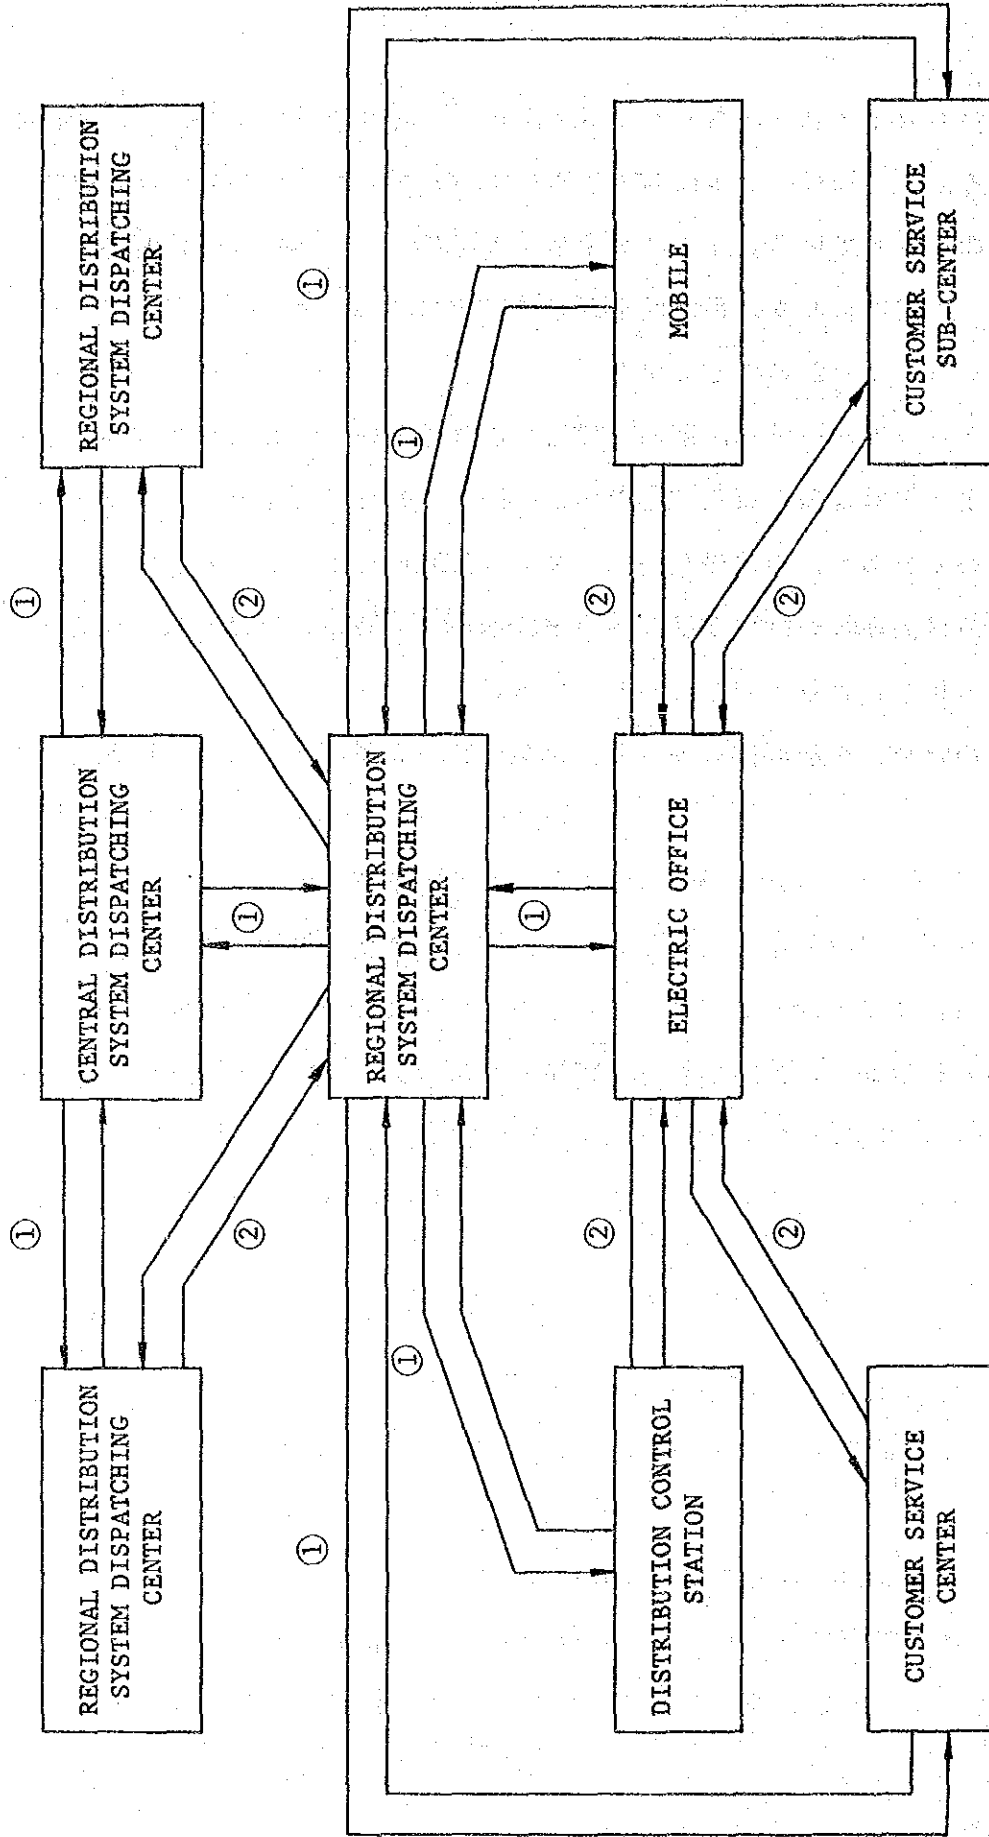 REGIONAL DISTRIBUTION
SYSTEM DISPATCHING
CENTER
①
CENTRAL DISTRIBUTION
SYSTEM DISPATCHING
CENTER
①
REGIONAL DISTRIBUTION
SYSTEM DISPATCHING
CENTER
②
①
②
①
REGIONAL DISTRIBUTION
SYSTEM DISPATCHING
CENTER
①
①
①
①
DISTRIBUTION CONTROL
STATION
②
ELECTRIC OFFICE
②
MOBILE
②
②
CUSTOMER SERVICE
CENTER
CUSTOMER SERVICE
SUB-CENTER